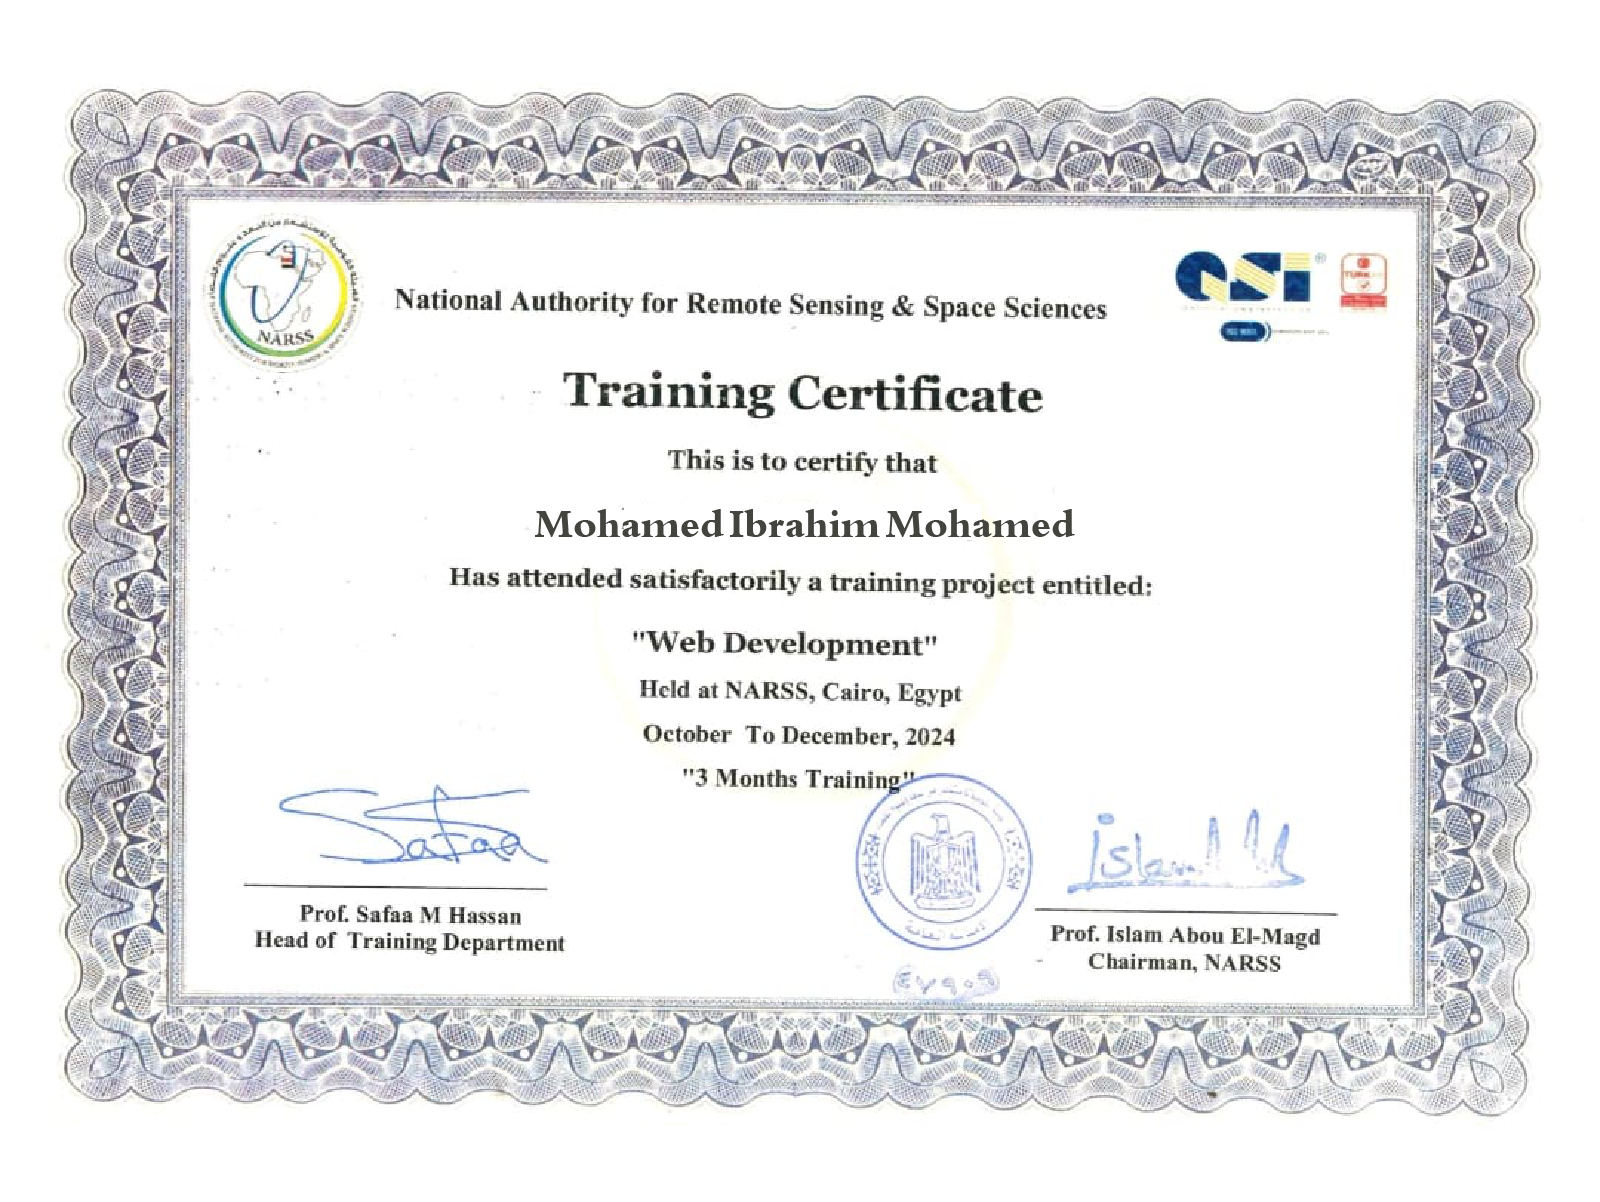 NARSS
QSI®
TURKAK
National Authority for Remote Sensing & Space Sciences
Training Certificate
This is to certify that
Mohamed Ibrahim Mohamed
Has attended satisfactorily a training project entitled:
"Web Development"
Held at NARSS, Cairo, Egypt
October To December, 2024
"3 Months Training"
Safaa
Islam
Prof. Safaa M Hassan
Head of Training Department
Prof. Islam Abou El-Magd
Chairman, NARSS